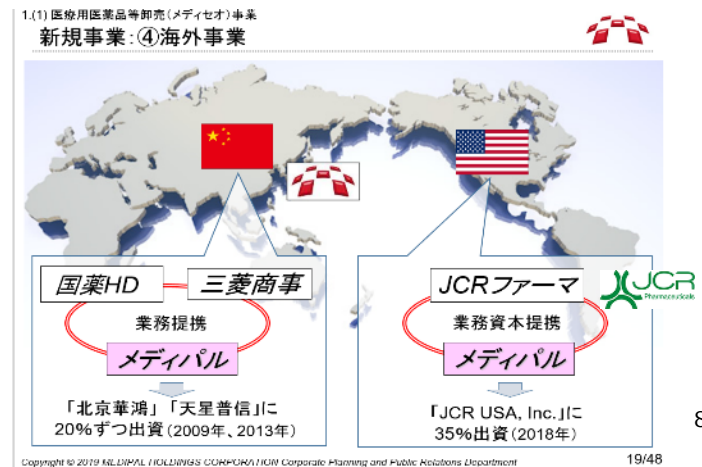 1.(1) 医療用医薬品等卸売(メディセオ)事業
新規事業:④海外事業
国薬HD
三菱商事
業務提携
メディパル
「北京華鴻」「天星普信」に
20%ずつ出資(2009年、2013年)
JCRファーマ
JCR
Pharmaceuticals
業務資本提携
メディパル
「JCR USA, Inc.」に
35%出資(2018年)
8
Copyright © 2019 MEDIPAL HOLDINGS CORPORATION Corporate Planning and Public Relations Department
19/48